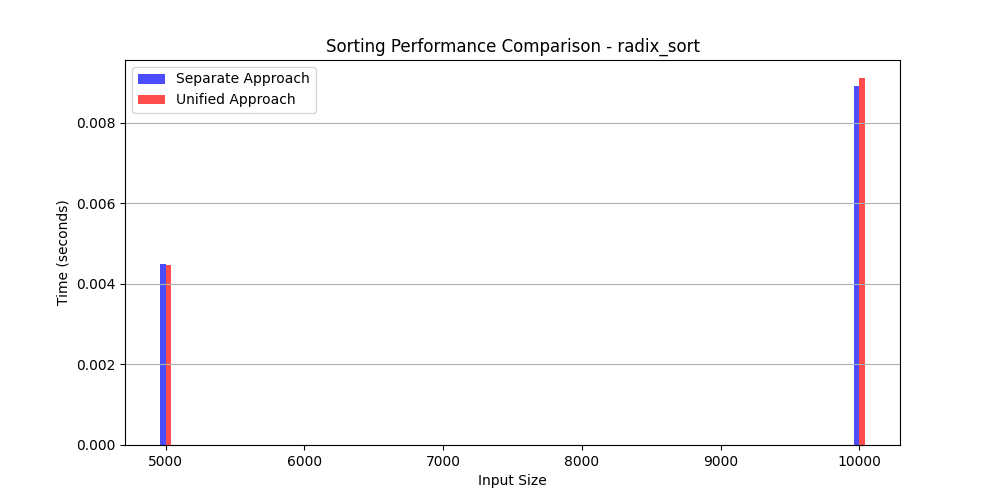 Sorting Performance Comparison - radix_sort
Separate Approach
Unified Approach
Time (seconds)
0.008
0.006
0.004
0.002
0.000
5000 6000 7000 8000 9000 10000
Input Size